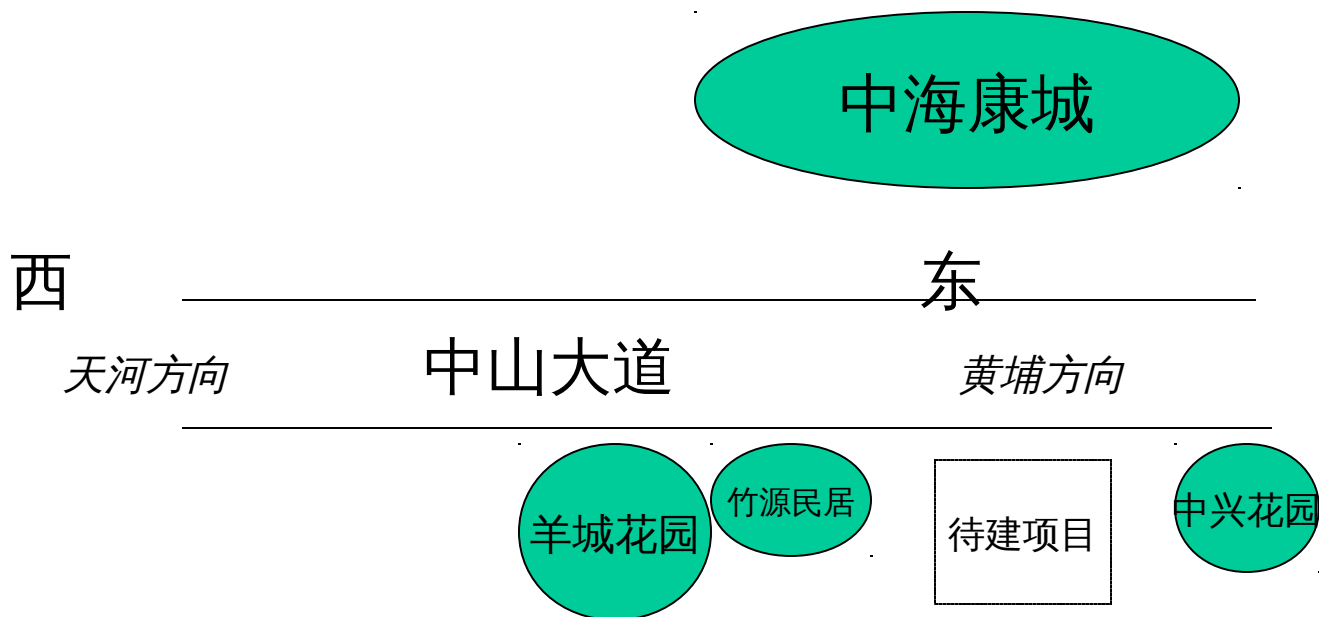 中海康城
西
东
中山大道
天河方向
黄埔方向
羊城花园
竹源民居
待建项目
中兴花园